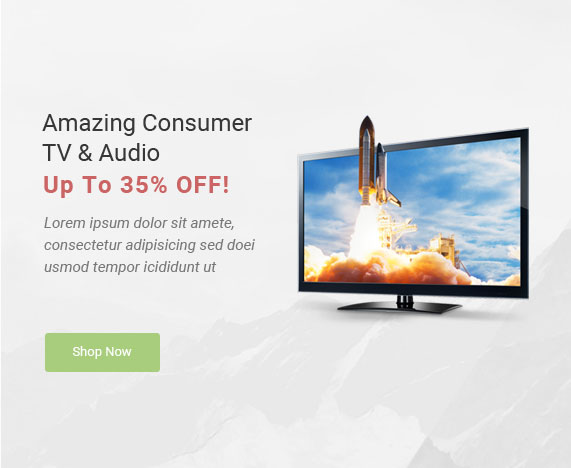 Amazing Consumer
TV & Audio
Up To 35% OFF!
Lorem ipsum dolor sit amete,
consectetur adipisicing sed doei
usmod tempor icididunt ut
Shop Now